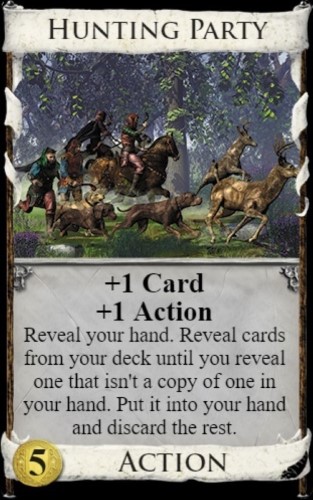 HUNTING PARTY
+1 Card
+1 Action
Reveal your hand. Reveal cards
from your deck until you reveal
one that isn't a copy of one in
your hand. Put it into your hand
and discard the rest.
5
ACTION